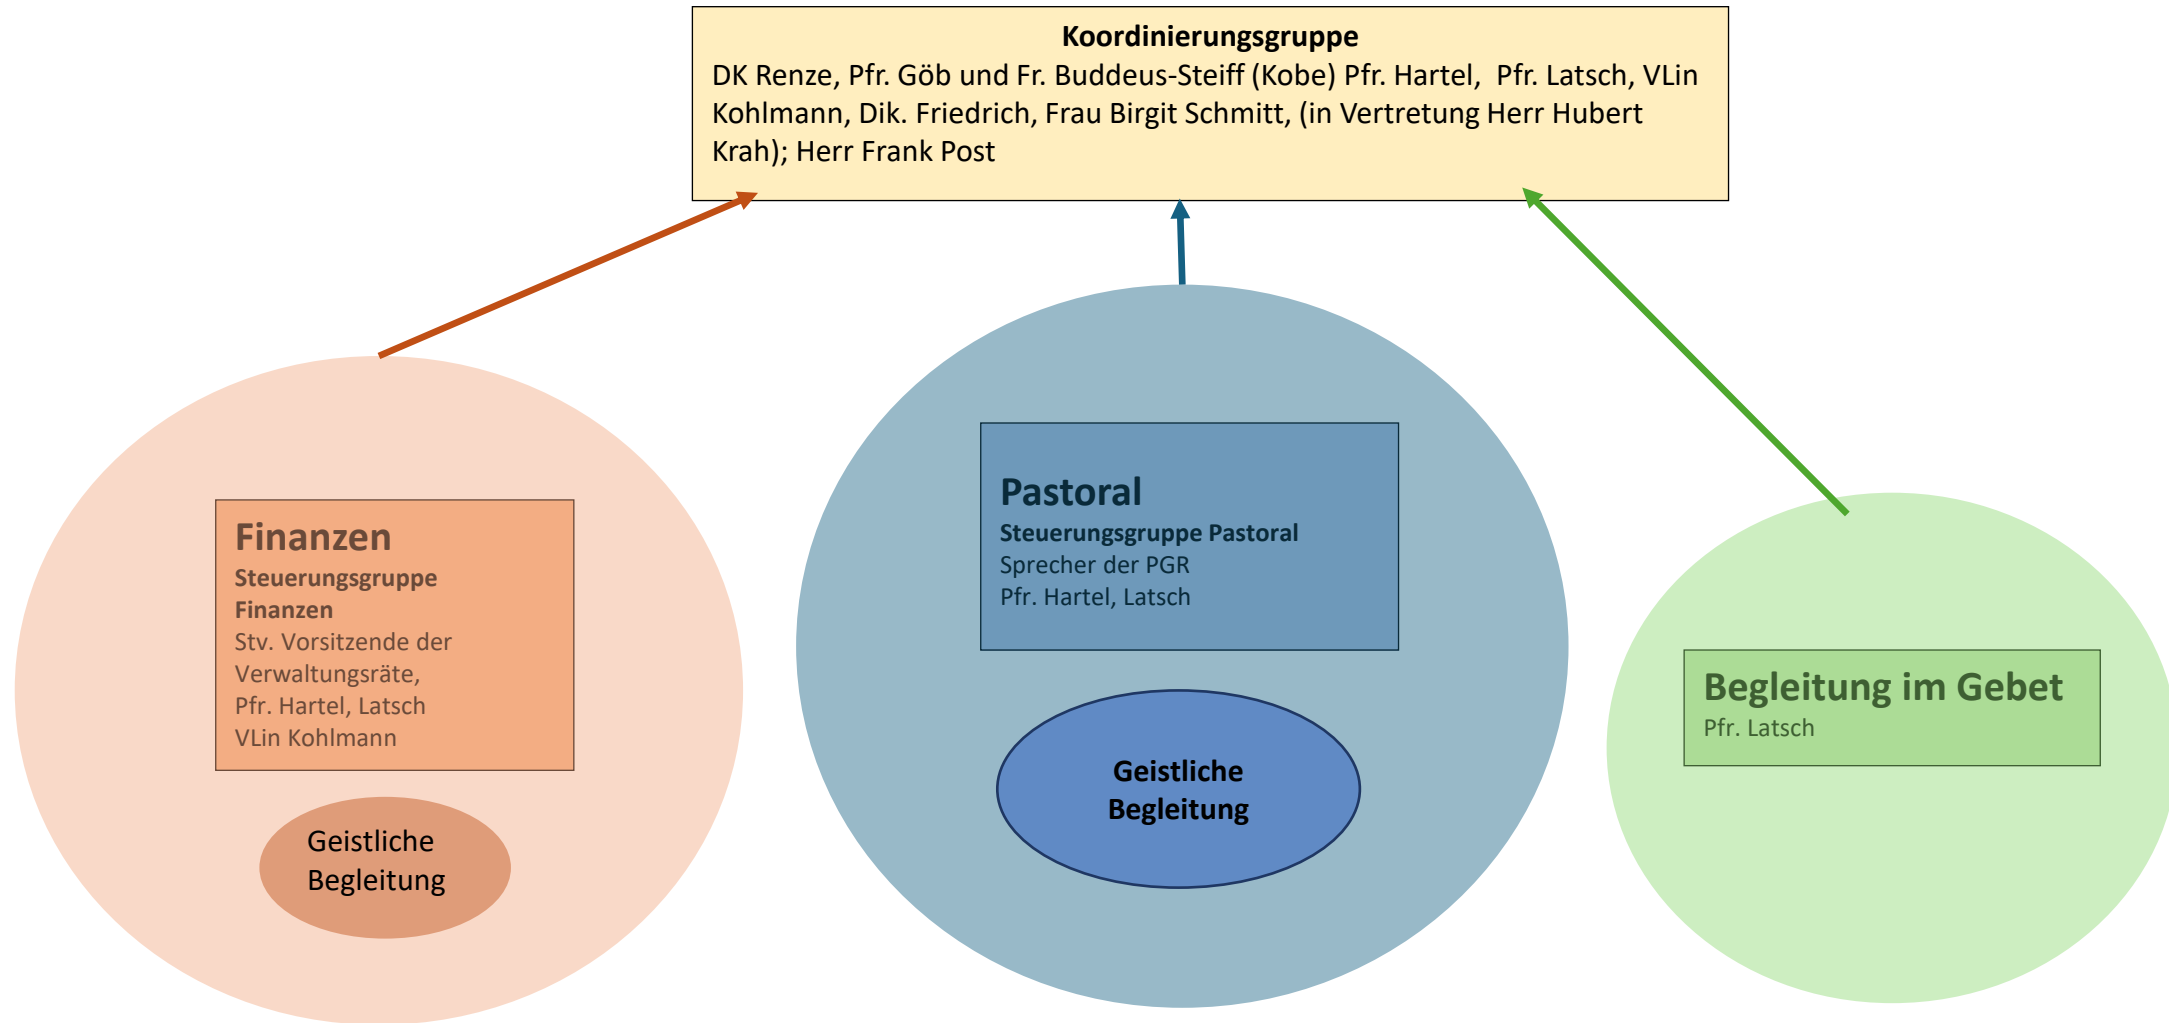 Koordinierungsgruppe
DK Renze, Pfr. Göb und Fr. Buddeus-Steiff (Kobe) Pfr. Hartel,  Pfr. Latsch, VLin
Kohlmann, Dik. Friedrich, Frau Birgit Schmitt, (in Vertretung Herr Hubert
Krah); Herr Frank Post
Finanzen
Steuerungsgruppe
Finanzen
Stv. Vorsitzende der
Verwaltungsräte,
Pfr. Hartel, Latsch
VLin Kohlmann
Geistliche
Begleitung
Pastoral
Steuerungsgruppe Pastoral
Sprecher der PGR
Pfr. Hartel, Latsch
Geistliche
Begleitung
Begleitung im Gebet
Pfr. Latsch